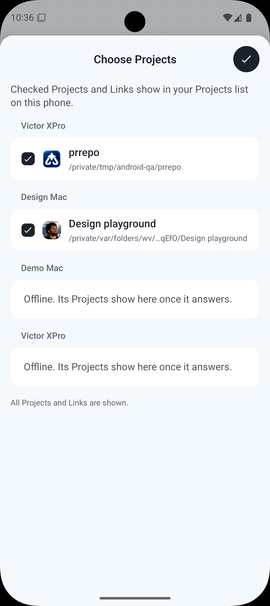 10:36
Choose Projects
Checked Projects and Links show in your Projects list
on this phone.
Victor XPro
prrepo
/private/tmp/android-qa/prrepo
Design Mac
Design playground
/private/var/folders/wv/…qEfO/Design playground
Demo Mac
Offline. Its Projects show here once it answers.
Victor XPro
Offline. Its Projects show here once it answers.
All Projects and Links are shown.